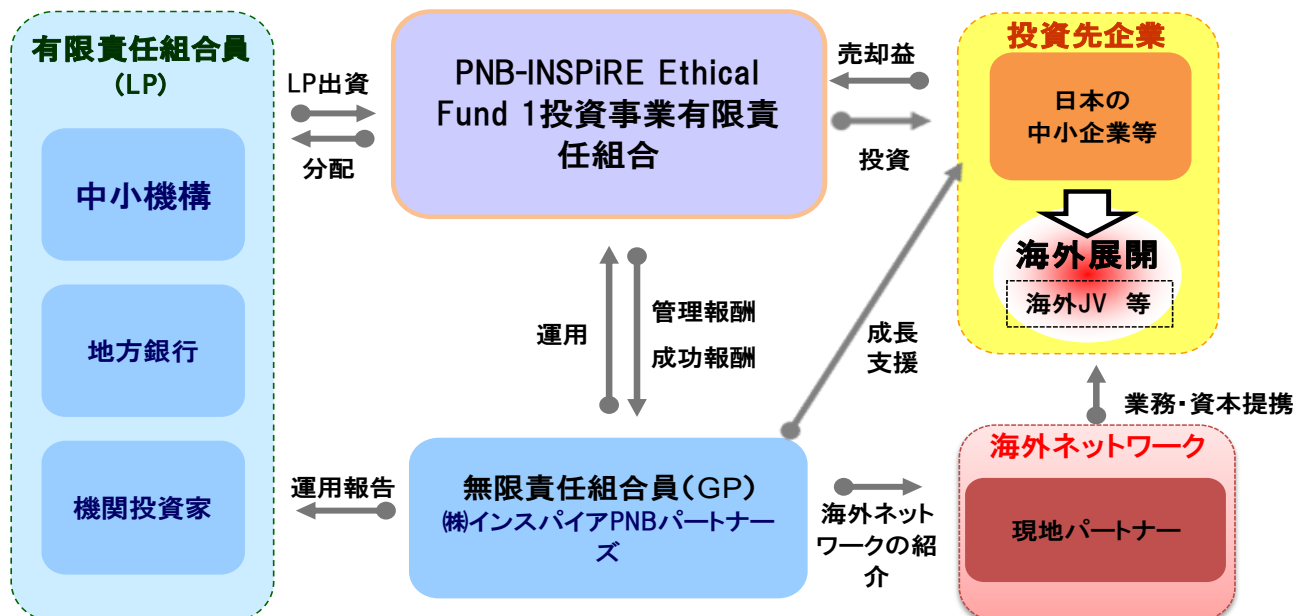 有限責任組合員
(LP)
中小機構
地方銀行
機関投資家
LP出資
分配
PNB-INSPiRE Ethical
Fund 1投資事業有限責
任組合
売却益
投資
投資先企業
日本の
中小企業等
海外展開
海外JV 等
運用
管理報酬
成功報酬
成長
支援
業務・資本提携
運用報告
無限責任組合員(GP)
㈱インスパイアPNBパートナー
ズ
海外ネット
ワークの紹
介
海外ネットワーク
現地パートナー